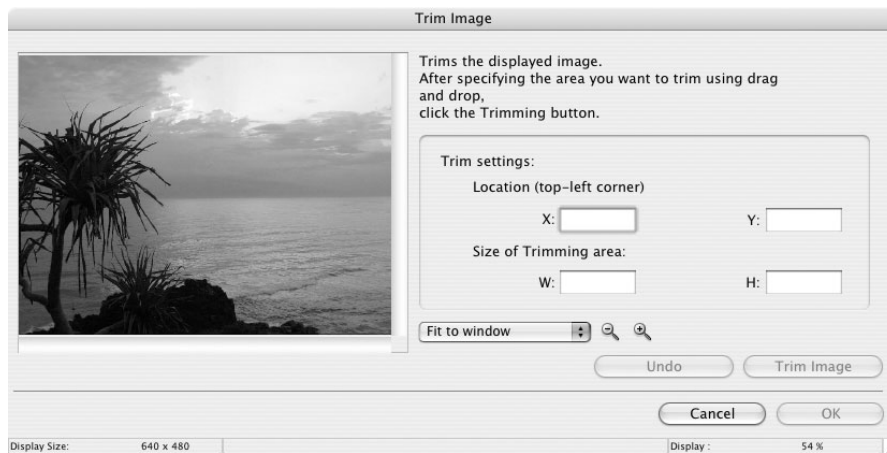 Trim Image
Trims the displayed image.
After specifying the area you want to trim using drag
and drop,
click the Trimming button.
Trim settings:
Location (top-left corner)
X:
Y:
Size of Trimming area:
W:
H:
Fit to window
Undo
Trim Image
Cancel
OK
Display Size: 640 x 480
Display : 54 %